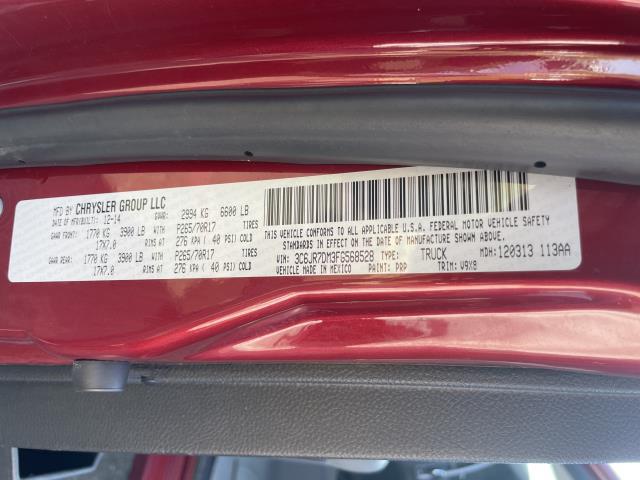 MFD BY CHRYSLER GROUP LLC
DATE OF MFR(BUILT): 12-14 GVWR: 2994 KG 6600 LB
GAWR FRONT: 1770 KG 3900 LB WITH P265/70R17 TIRES
17X7.0 RIMS AT 276 KPA ( 40 PSI) COLD
GAWR REAR: 1770 KG 3900 LB WITH P265/70R17 TIRES
17X7.0 RIMS AT 276 KPA ( 40 PSI) COLD
THIS VEHICLE CONFORMS TO ALL APPLICABLE U.S.A. FEDERAL MOTOR VEHICLE SAFETY
STANDARDS IN EFFECT ON THE DATE OF MANUFACTURE SHOWN ABOVE.
VIN: 3C6JR7DM3FG568528 TYPE: TRUCK MDH: 120313 113AA
MADE IN MEXICO PAINT: PRP TRIM: V9X8